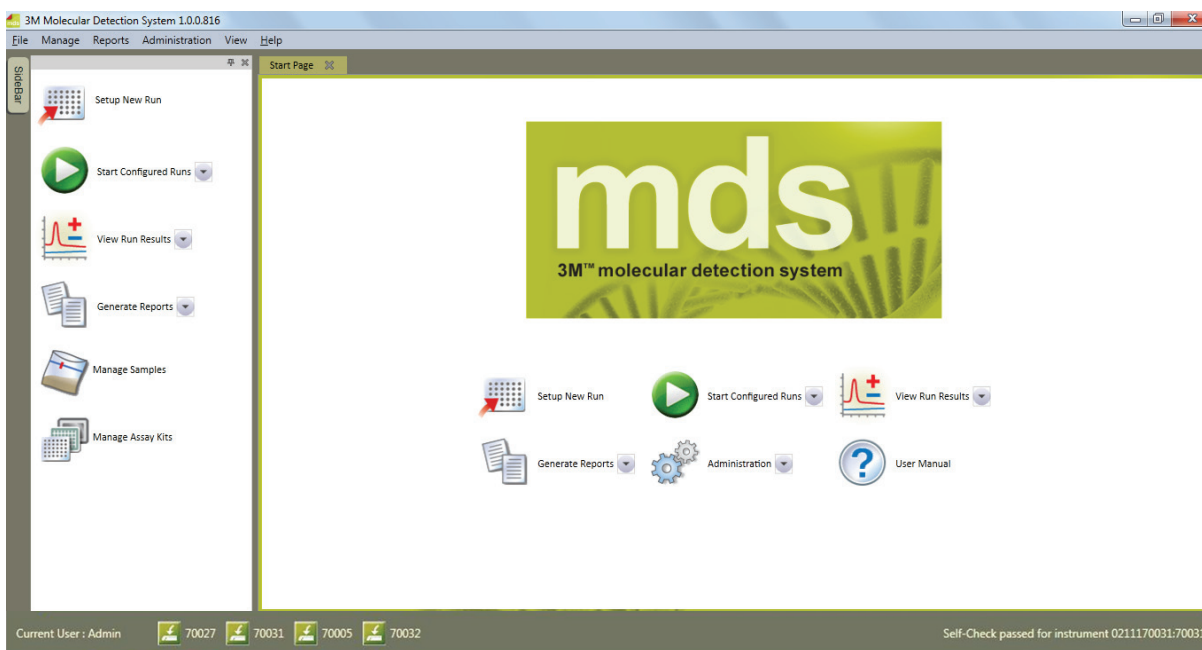 3M Molecular Detection System 1.0.0.816
File Manage Reports Administration View Help
SideBar
Start Page
Setup New Run
Start Configured Runs
View Run Results
Generate Reports
Manage Samples
Manage Assay Kits
mds
3M™ molecular detection system
Setup New Run Start Configured Runs View Run Results
Generate Reports Administration User Manual
Current User : Admin 70027 70031 70005 70032 Self-Check passed for instrument 0211170031:70031